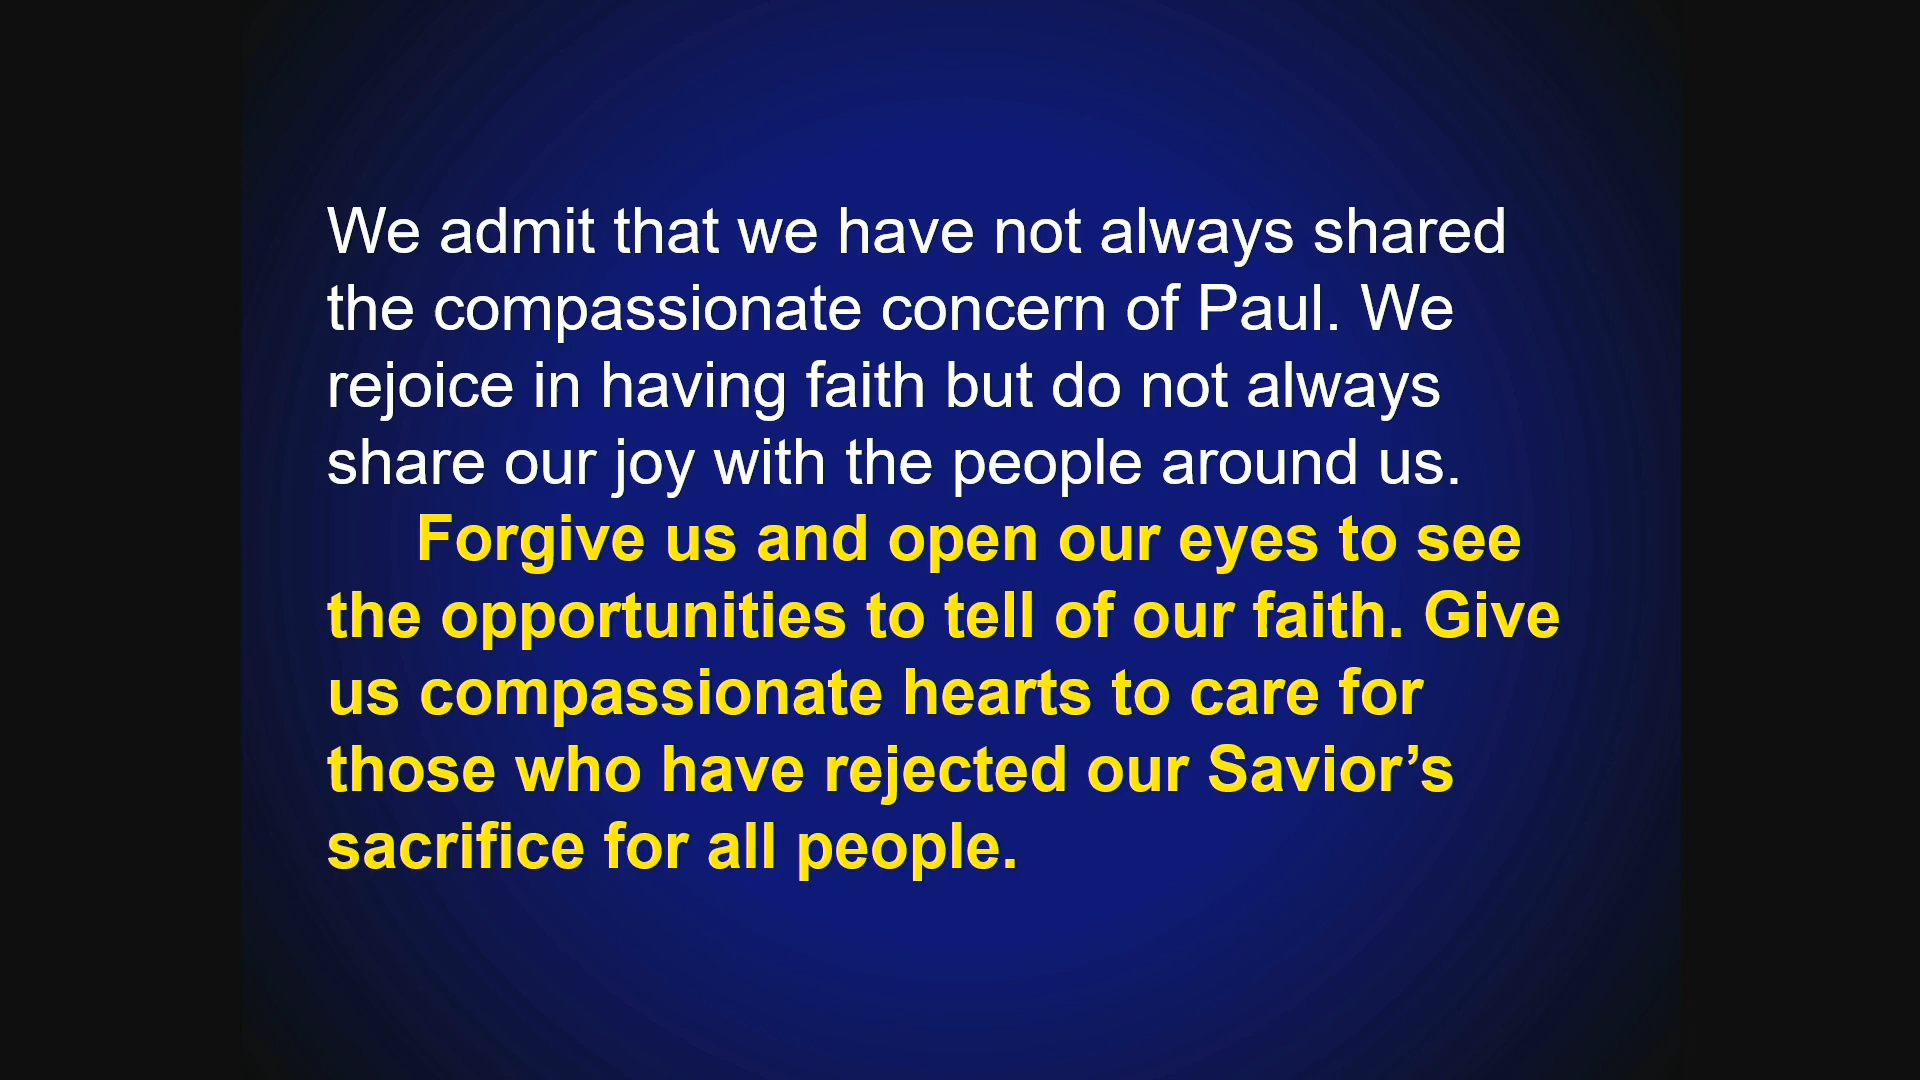 We admit that we have not always shared
the compassionate concern of Paul. We
rejoice in having faith but do not always
share our joy with the people around us.
Forgive us and open our eyes to see
the opportunities to tell of our faith. Give
us compassionate hearts to care for
those who have rejected our Savior’s
sacrifice for all people.